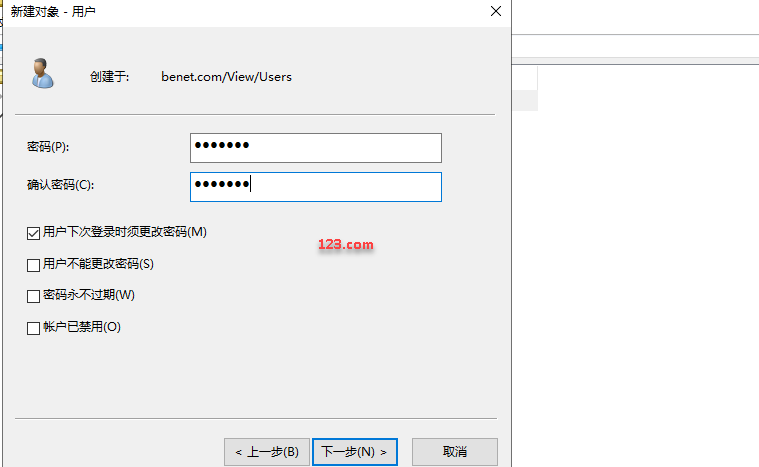 新建对象 - 用户
创建于: benet.com/View/Users
密码(P): •••••••
确认密码(C): •••••••
用户下次登录时须更改密码(M)
123.com
用户不能更改密码(S)
密码永不过期(W)
帐户已禁用(O)
< 上一步(B) 下一步(N) > 取消